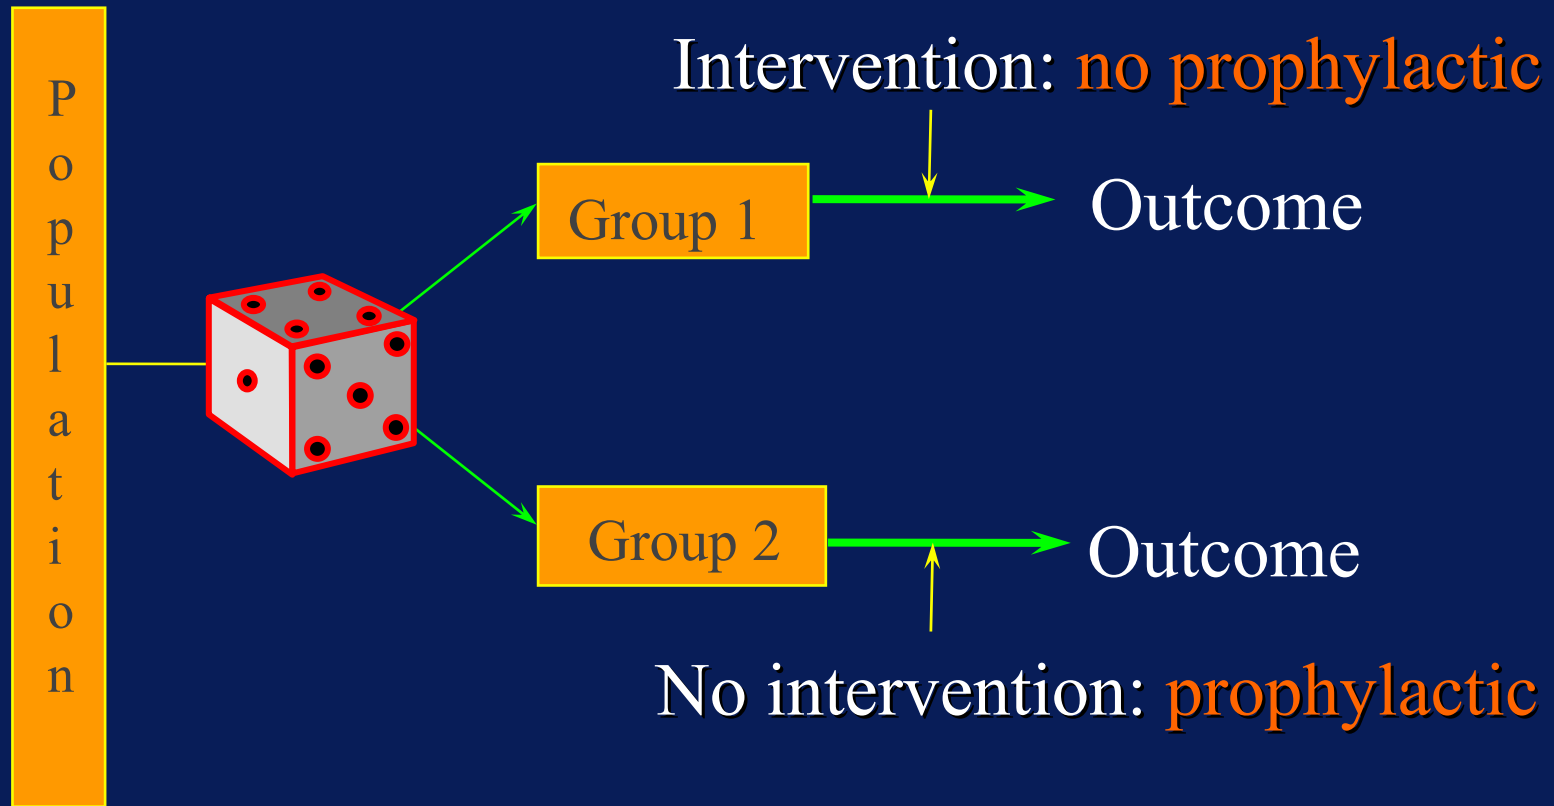 Population
Intervention: no prophylactic
Group 1
Outcome
Group 2
Outcome
No intervention: prophylactic